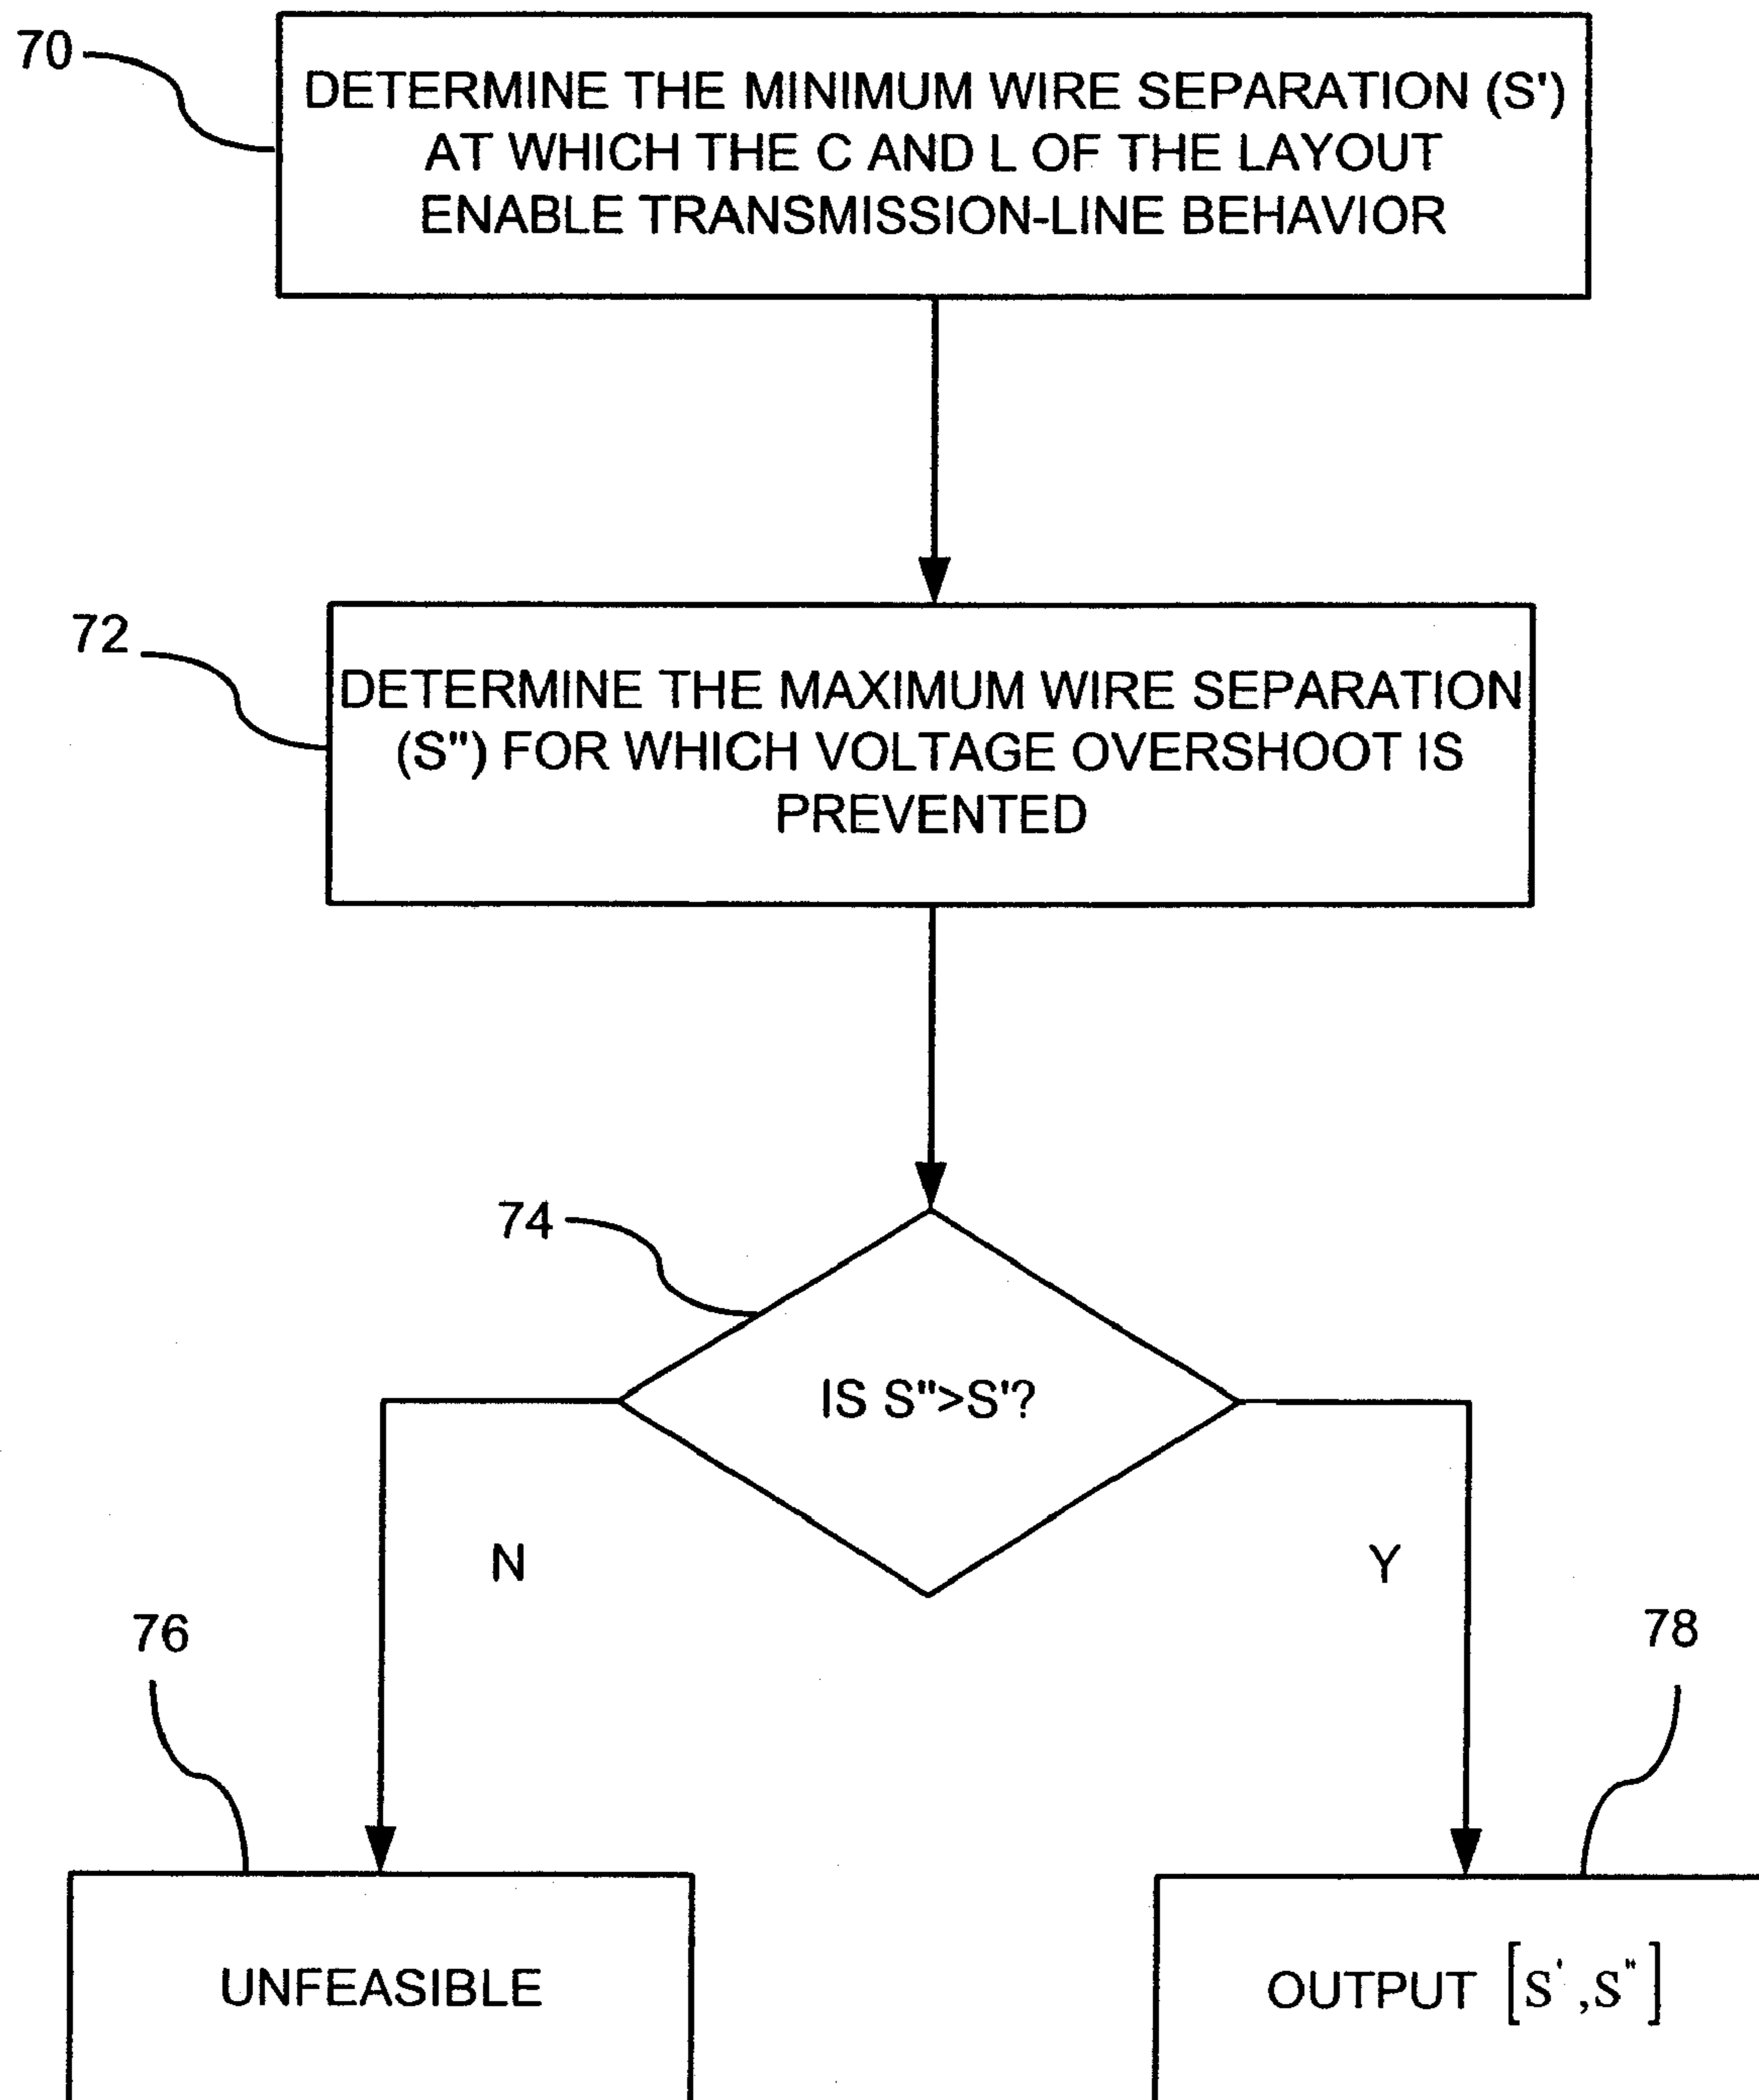 70
DETERMINE THE MINIMUM WIRE SEPARATION (S')
AT WHICH THE C AND L OF THE LAYOUT
ENABLE TRANSMISSION-LINE BEHAVIOR
72
DETERMINE THE MAXIMUM WIRE SEPARATION
(S") FOR WHICH VOLTAGE OVERSHOOT IS
PREVENTED
74
IS S">S'?
N
Y
76
78
UNFEASIBLE
OUTPUT [S',S"]